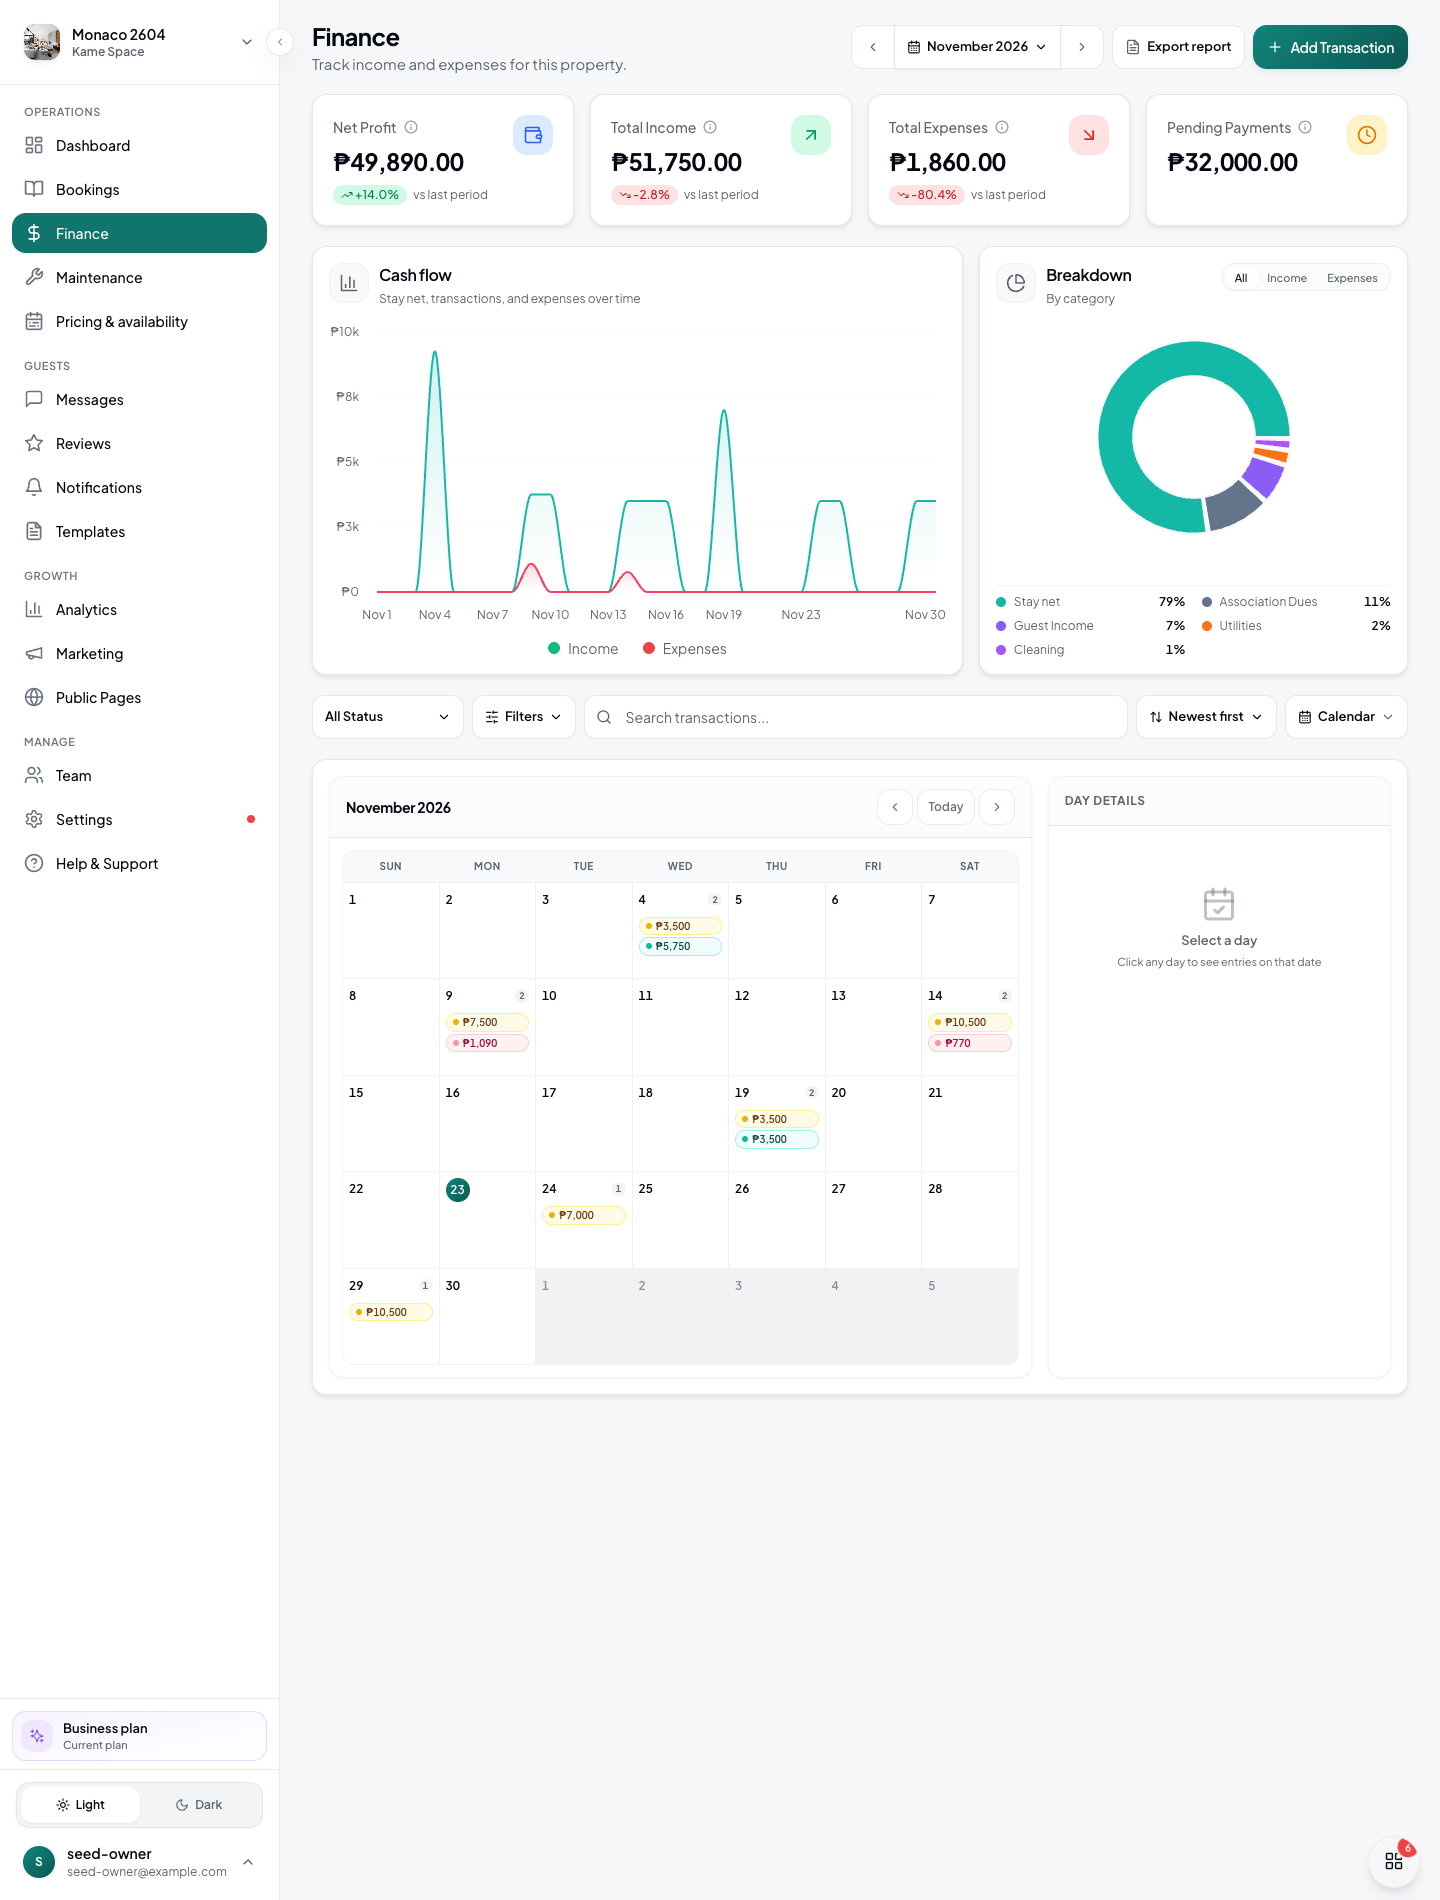 Monaco 2604
Kame Space
OPERATIONS
Dashboard
Bookings
Finance
Maintenance
Pricing & availability
GUESTS
Messages
Reviews
Notifications
Templates
GROWTH
Analytics
Marketing
Public Pages
MANAGE
Team
Settings
Help & Support
Business plan
Current plan
Light
Dark
S
seed-owner
seed-owner@example.com
Finance
Track income and expenses for this property.
November 2026
Export report
Add Transaction
Net Profit
₱49,890.00
+14.0% vs last period
Total Income
₱51,750.00
-2.8% vs last period
Total Expenses
₱1,860.00
-80.4% vs last period
Pending Payments
₱32,000.00
Cash flow
Stay net, transactions, and expenses over time
₱10k
₱8k
₱5k
₱3k
₱0
Nov 1 Nov 4 Nov 7 Nov 10 Nov 13 Nov 16 Nov 19 Nov 23 Nov 30
Income Expenses
Breakdown
By category
All Income Expenses
Stay net 79% Association Dues 11%
Guest Income 7% Utilities 2%
Cleaning 1%
All Status
Filters
Search transactions...
Newest first
Calendar
November 2026
Today
SUN MON TUE WED THU FRI SAT
1 2 3 4 2 5 6 7
₱3,500
₱5,750
8 9 2 10 11 12 13 14 2
₱7,500 ₱10,500
₱1,090 ₱770
15 16 17 18 19 2 20 21
₱3,500
₱3,500
22 23 24 1 25 26 27 28
₱7,000
29 1 30 1 2 3 4 5
₱10,500
DAY DETAILS
Select a day
Click any day to see entries on that date
6